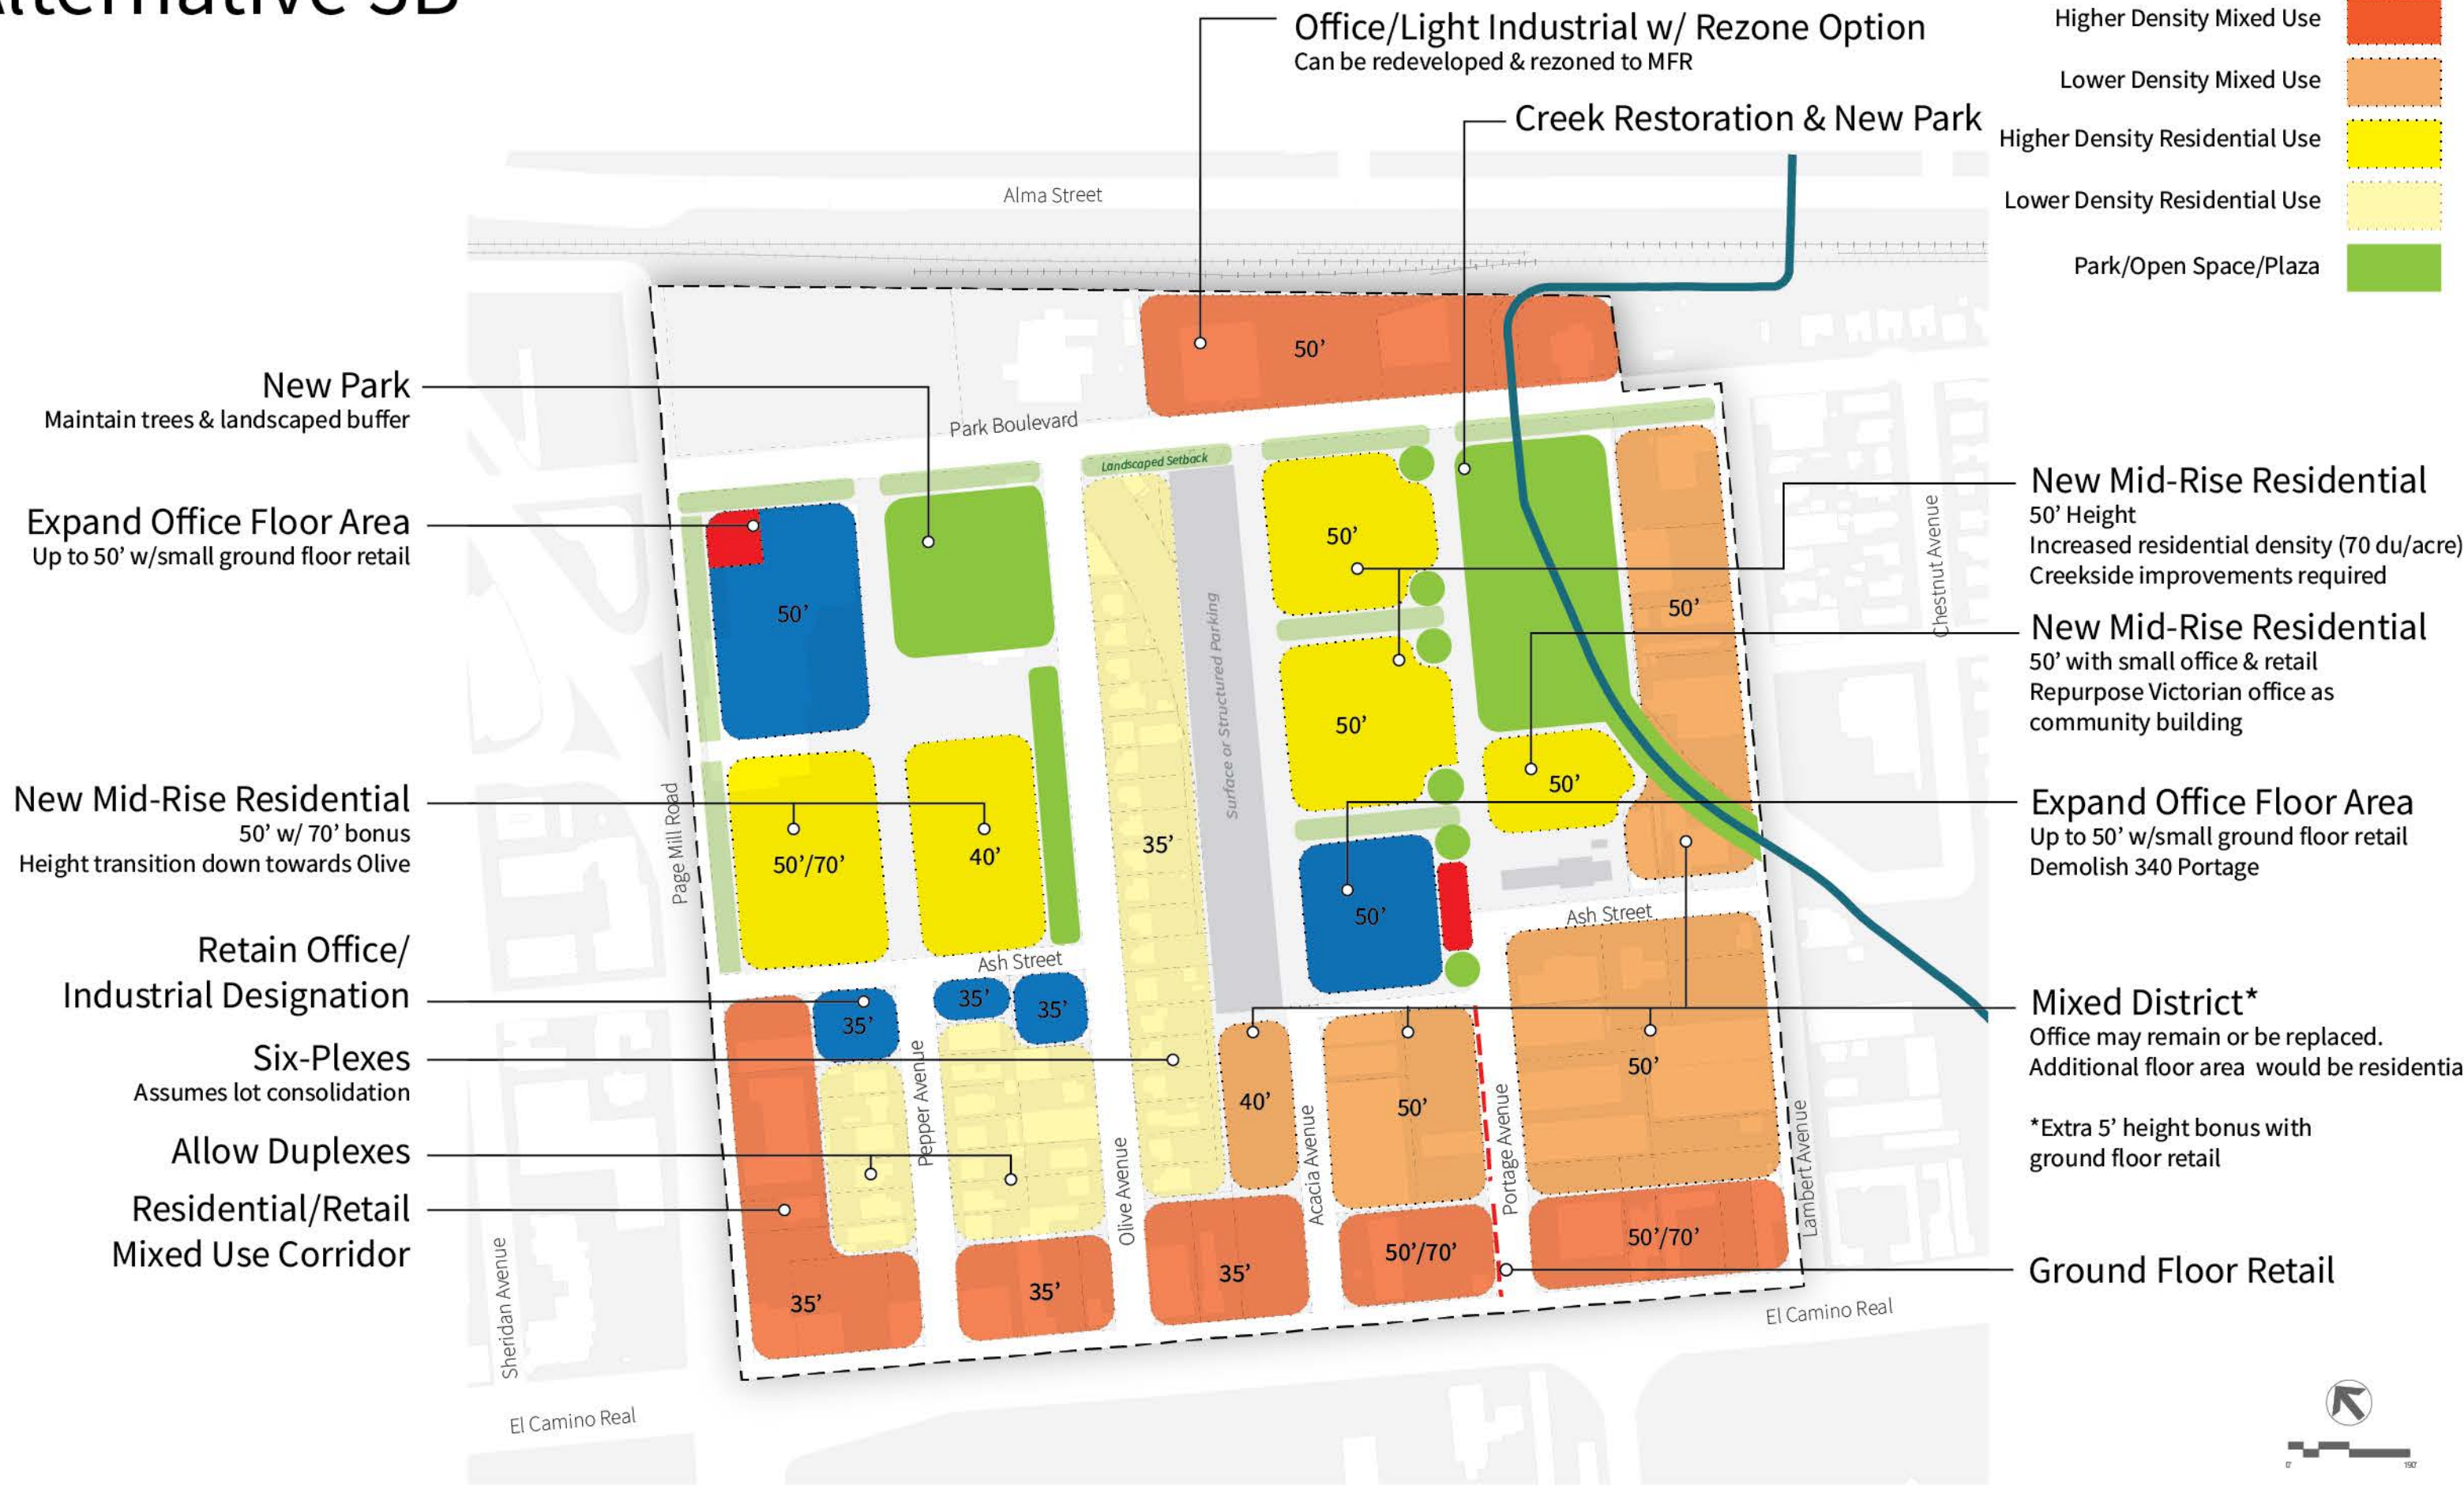 Alternative 3B
Office/Light Industrial w/ Rezone Option
Can be redeveloped & rezoned to MFR
Creek Restoration & New Park
Higher Density Mixed Use
Lower Density Mixed Use
Higher Density Residential Use
Lower Density Residential Use
Park/Open Space/Plaza
New Park
Maintain trees & landscaped buffer
Expand Office Floor Area
Up to 50’ w/small ground floor retail
New Mid-Rise Residential
50’ w/ 70’ bonus
Height transition down towards Olive
Retain Office/
Industrial Designation
Six-Plexes
Assumes lot consolidation
Allow Duplexes
Residential/Retail
Mixed Use Corridor
Alma Street
50’
Park Boulevard
Landscaped Setback
50’
50’
50’
Surface or Structured Parking
50’
50’
Chestnut Avenue
Page Mill Road
50’/70’
40’
35’
50’
Ash Street
Ash Street
35’
35’
35’
Pepper Avenue
Olive Avenue
40’
Acacia Avenue
50’
Portage Avenue
50’
Lambert Avenue
Sheridan Avenue
35’
35’
35’
50’/70’
50’/70’
El Camino Real
El Camino Real
New Mid-Rise Residential
50’ Height
Increased residential density (70 du/acre)
Creekside improvements required
New Mid-Rise Residential
50’ with small office & retail
Repurpose Victorian office as
community building
Expand Office Floor Area
Up to 50’ w/small ground floor retail
Demolish 340 Portage
Mixed District*
Office may remain or be replaced.
Additional floor area would be residentia
*Extra 5’ height bonus with
ground floor retail
Ground Floor Retail
0'
190'